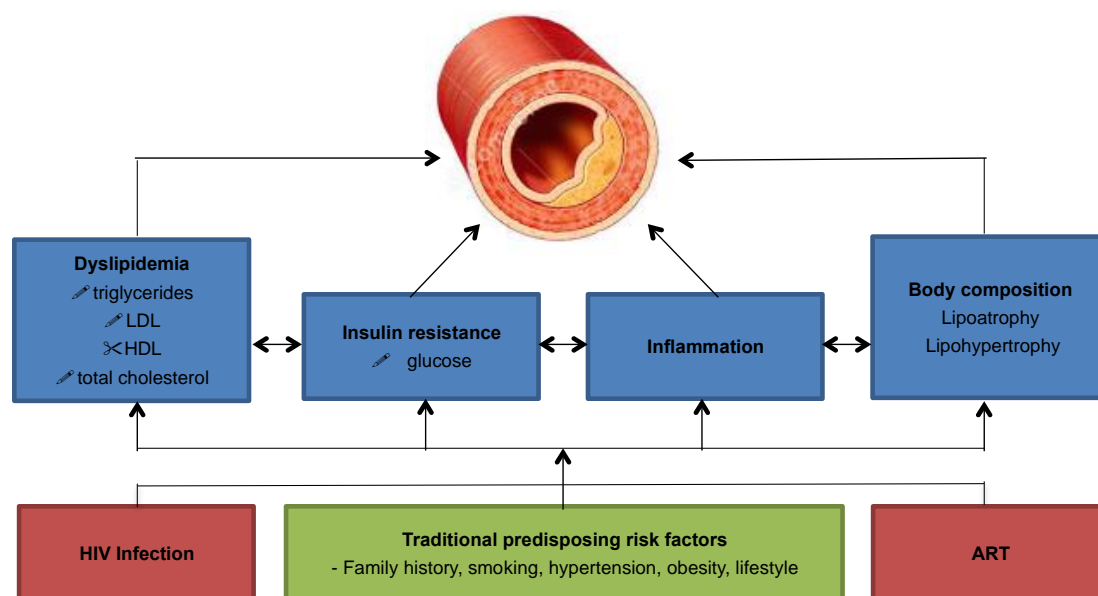 Dyslipidemia
✐triglycerides
✐LDL
✂HDL
✐total cholesterol
Insulin resistance
✐ glucose
Inflammation
Body composition
Lipoatrophy
Lipohypertrophy
HIV Infection
Traditional predisposing risk factors
- Family history, smoking, hypertension, obesity, lifestyle
ART